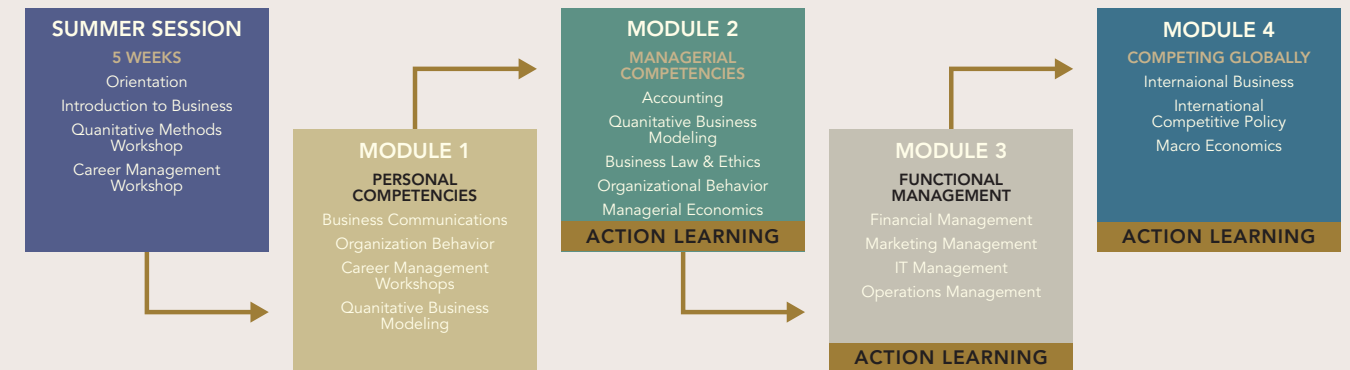 SUMMER SESSION
5 WEEKS
Orientation
Introduction to Business
Quanitative Methods
Workshop
Career Management
Workshop
MODULE 1
PERSONAL
COMPETENCIES
Business Communications
Organization Behavior
Career Management
Workshops
Quanitative Business
Modeling
MODULE 2
MANAGERIAL
COMPETENCIES
Accounting
Quanitative Business
Modeling
Business Law & Ethics
Organizational Behavior
Managerial Economics
ACTION LEARNING
MODULE 3
FUNCTIONAL
MANAGEMENT
Financial Management
Marketing Management
IT Management
Operations Management
ACTION LEARNING
MODULE 4
COMPETING GLOBALLY
Internaional Business
International
Competitive Policy
Macro Economics
ACTION LEARNING